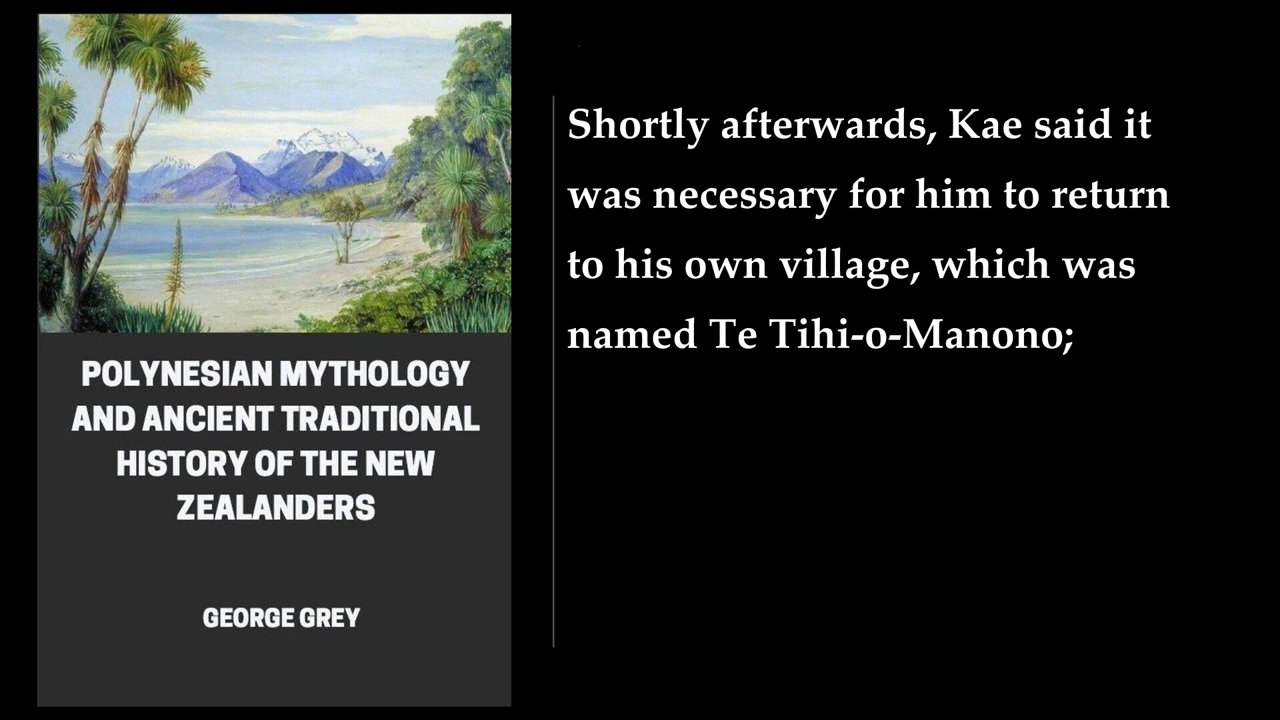 POLYNESIAN MYTHOLOGY
AND ANCIENT TRADITIONAL
HISTORY OF THE NEW
ZEALANDERS
GEORGE GREY
Shortly afterwards, Kae said it
was necessary for him to return
to his own village, which was
named Te Tihi-o-Manono;